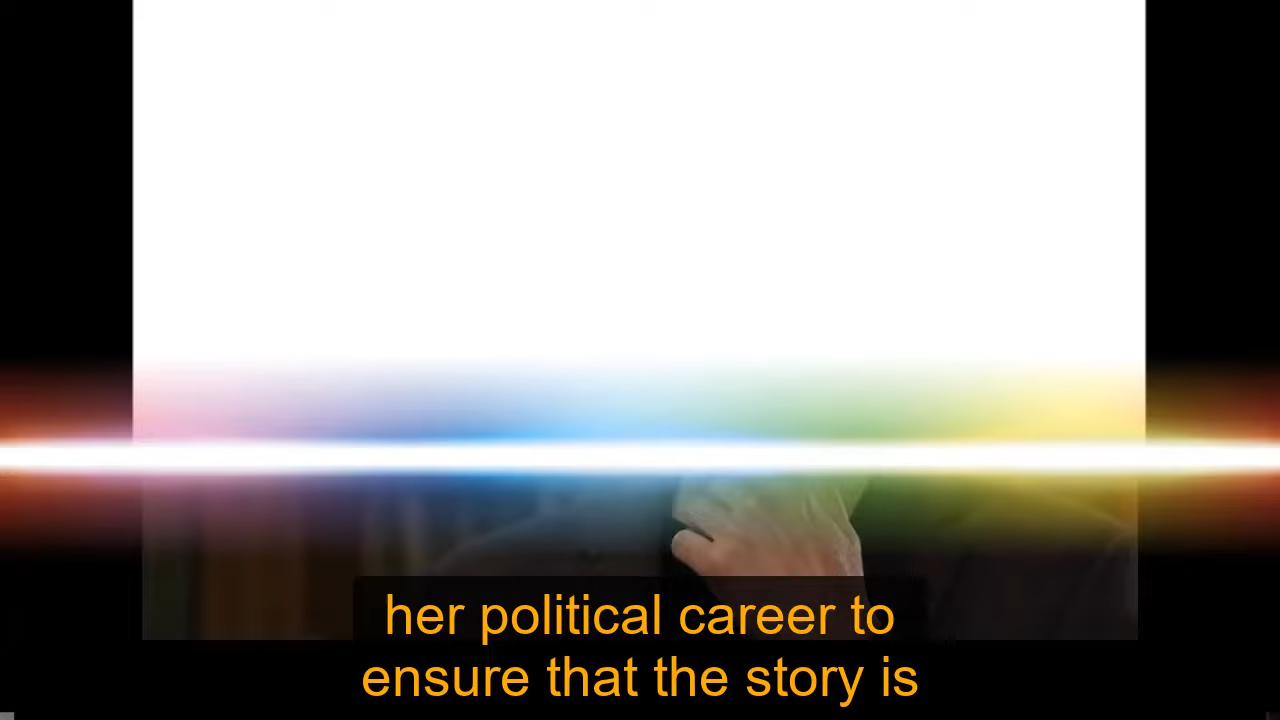 her political career to
ensure that the story is